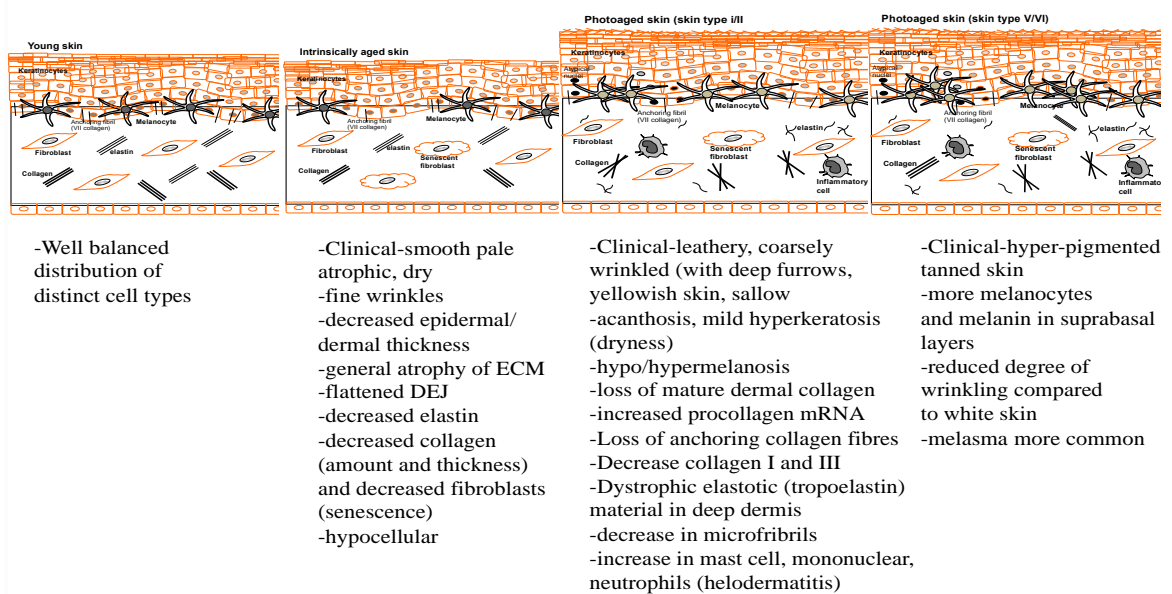 Young skin
Keratinocytes
Anchoring fibril
(VII collagen)
Melanocyte
Fibroblast
elastin
Collagen
Intrinsically aged skin
Keratinocytes
Anchoring fibril
(VII collagen)
Melanocyte
Fibroblast
elastin
Senescent
fibroblast
Collagen
Photoaged skin (skin type i/II
Keratinocytes
Atypical
nuclei
Melanocyte
Anchoring fibril
(VII collagen)
elastin
Fibroblast
Senescent
fibroblast
Collagen
Inflammatory
cell
Photoaged skin (skin type V/VI)
Keratinocytes
Atypical
nuclei
Melanocyte
Anchoring fibril
(VII collagen)
elastin
Fibroblast
Senescent
fibroblast
Collagen
Inflammato
cell
-Well balanced
distribution of
distinct cell types
-Clinical-smooth pale
atrophic, dry
-fine wrinkles
-decreased epidermal/
dermal thickness
-general atrophy of ECM
-flattened DEJ
-decreased elastin
-decreased collagen
(amount and thickness)
and decreased fibroblasts
(senescence)
-hypocellular
-Clinical-leathery, coarsely
wrinkled (with deep furrows,
yellowish skin, sallow
-acanthosis, mild hyperkeratosis
(dryness)
-hypo/hypermelanosis
-loss of mature dermal collagen
-increased procollagen mRNA
-Loss of anchoring collagen fibres
-Decrease collagen I and III
-Dystrophic elastotic (tropoelastin)
material in deep dermis
-decrease in microfribrils
-increase in mast cell, mononuclear,
neutrophils (helodermatitis)
-Clinical-hyper-pigmented
tanned skin
-more melanocytes
and melanin in suprabasal
layers
-reduced degree of
wrinkling compared
to white skin
-melasma more common